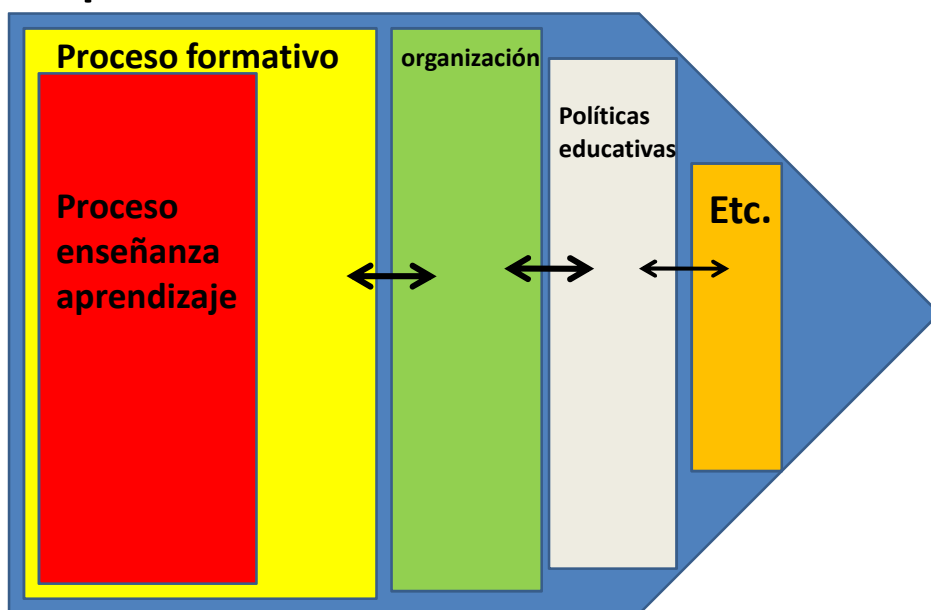 Proceso formativo
organización
Políticas
educativas
Etc.
Proceso
enseñanza
aprendizaje